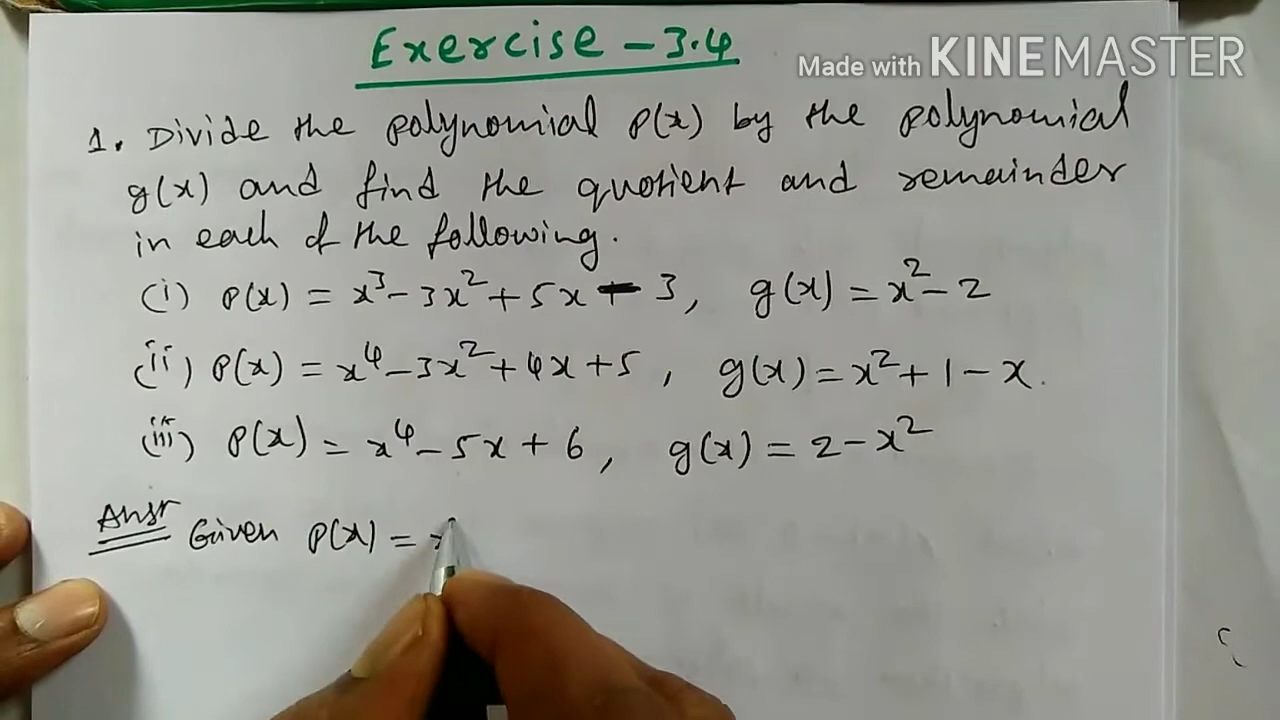 Exercise - 3.4
Made with KINEMASTER
1. Divide the polynomial p(x) by the polynomial
g(x) and find the quotient and remainder
in each of the following.
(i) p(x) = x³ - 3x² + 5x - 3, g(x) = x² - 2
(ii) p(x) = x⁴ - 3x² + 4x + 5, g(x) = x² + 1 - x.
(iii) p(x) = x⁴ - 5x + 6, g(x) = 2 - x²
Ansr Given p(x) =